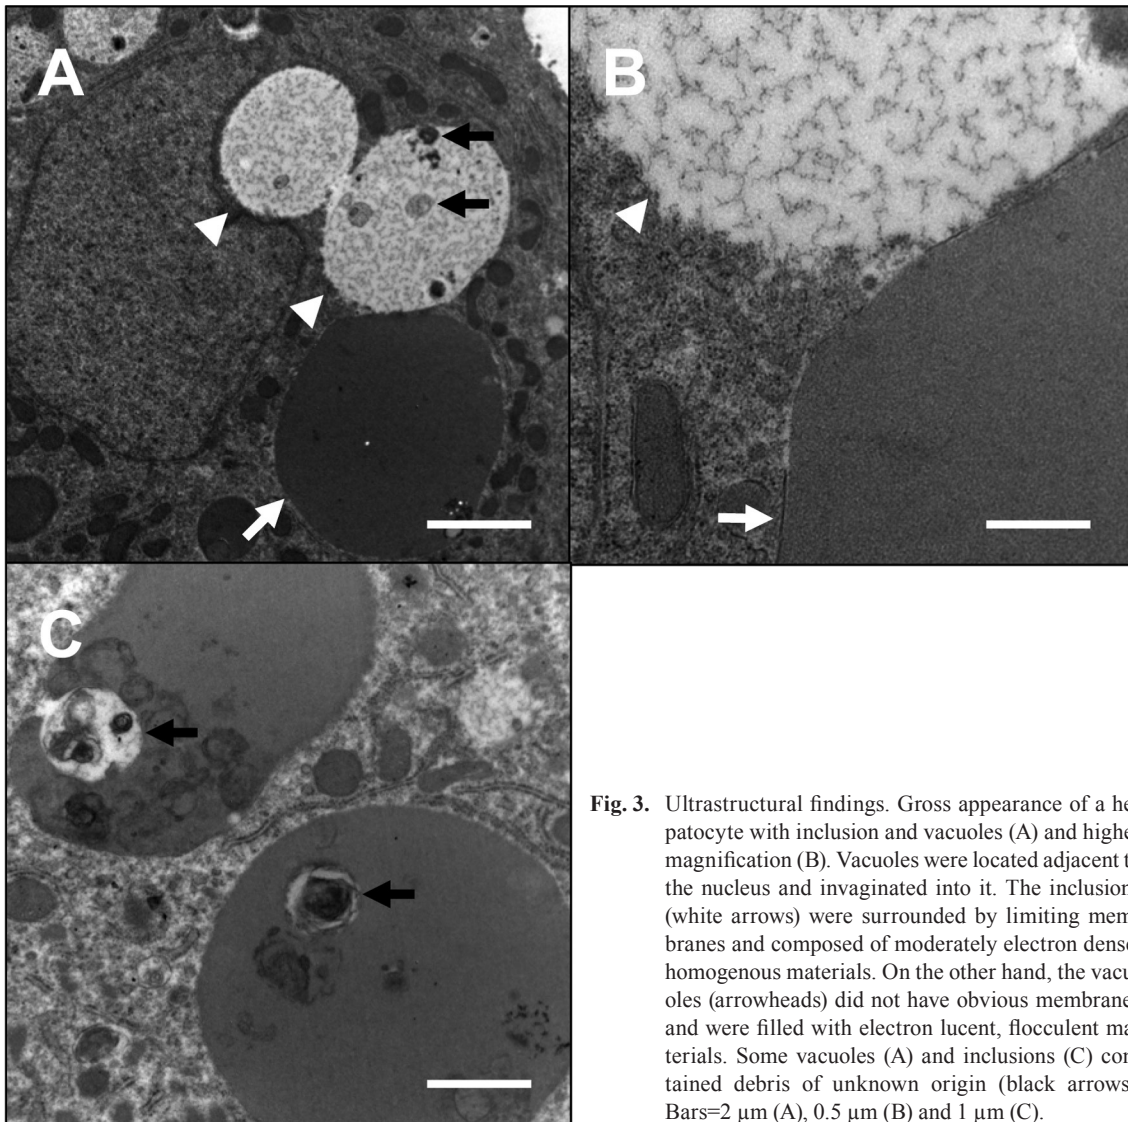 A
B
C
Fig. 3. Ultrastructural findings. Gross appearance of a he
patocyte with inclusion and vacuoles (A) and highe
magnification (B). Vacuoles were located adjacent t
the nucleus and invaginated into it. The inclusion
(white arrows) were surrounded by limiting mem
branes and composed of moderately electron dense
homogenous materials. On the other hand, the vacu
oles (arrowheads) did not have obvious membrane
and were filled with electron lucent, flocculent ma
terials. Some vacuoles (A) and inclusions (C) con
tained debris of unknown origin (black arrows
Bars=2 µm (A), 0.5 µm (B) and 1 µm (C).